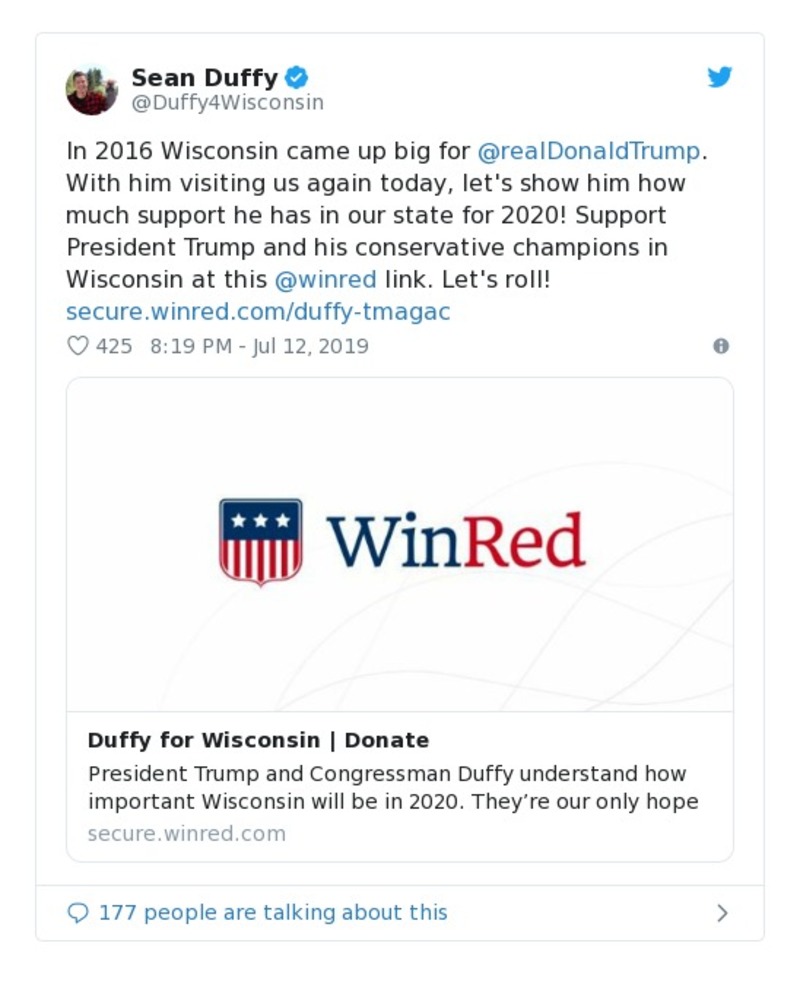 Sean Duffy
@Duffy4Wisconsin
In 2016 Wisconsin came up big for @realDonaldTrump.
With him visiting us again today, let's show him how
much support he has in our state for 2020! Support
President Trump and his conservative champions in
Wisconsin at this @winred link. Let's roll!
secure.winred.com/duffy-tmagac
425 8:19 PM - Jul 12, 2019
WinRed
Duffy for Wisconsin | Donate
President Trump and Congressman Duffy understand how
important Wisconsin will be in 2020. They’re our only hope
secure.winred.com
177 people are talking about this